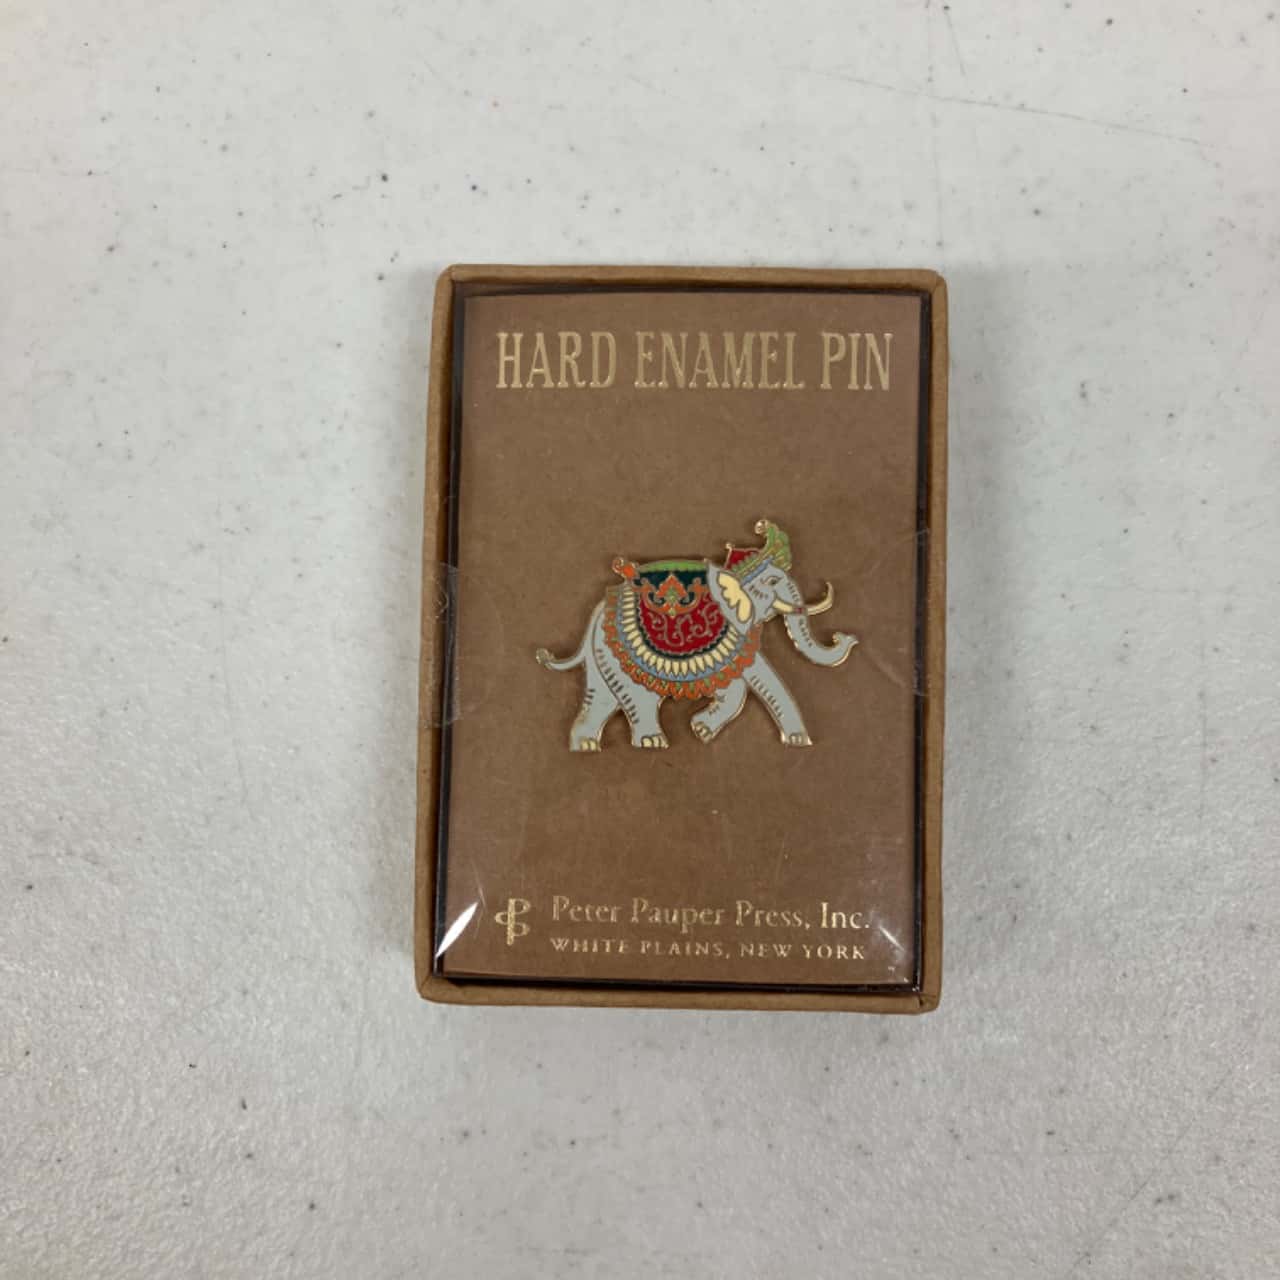 HARD ENAMEL PIN
Peter Pauper Press, Inc.
WHITE PLAINS, NEW YORK